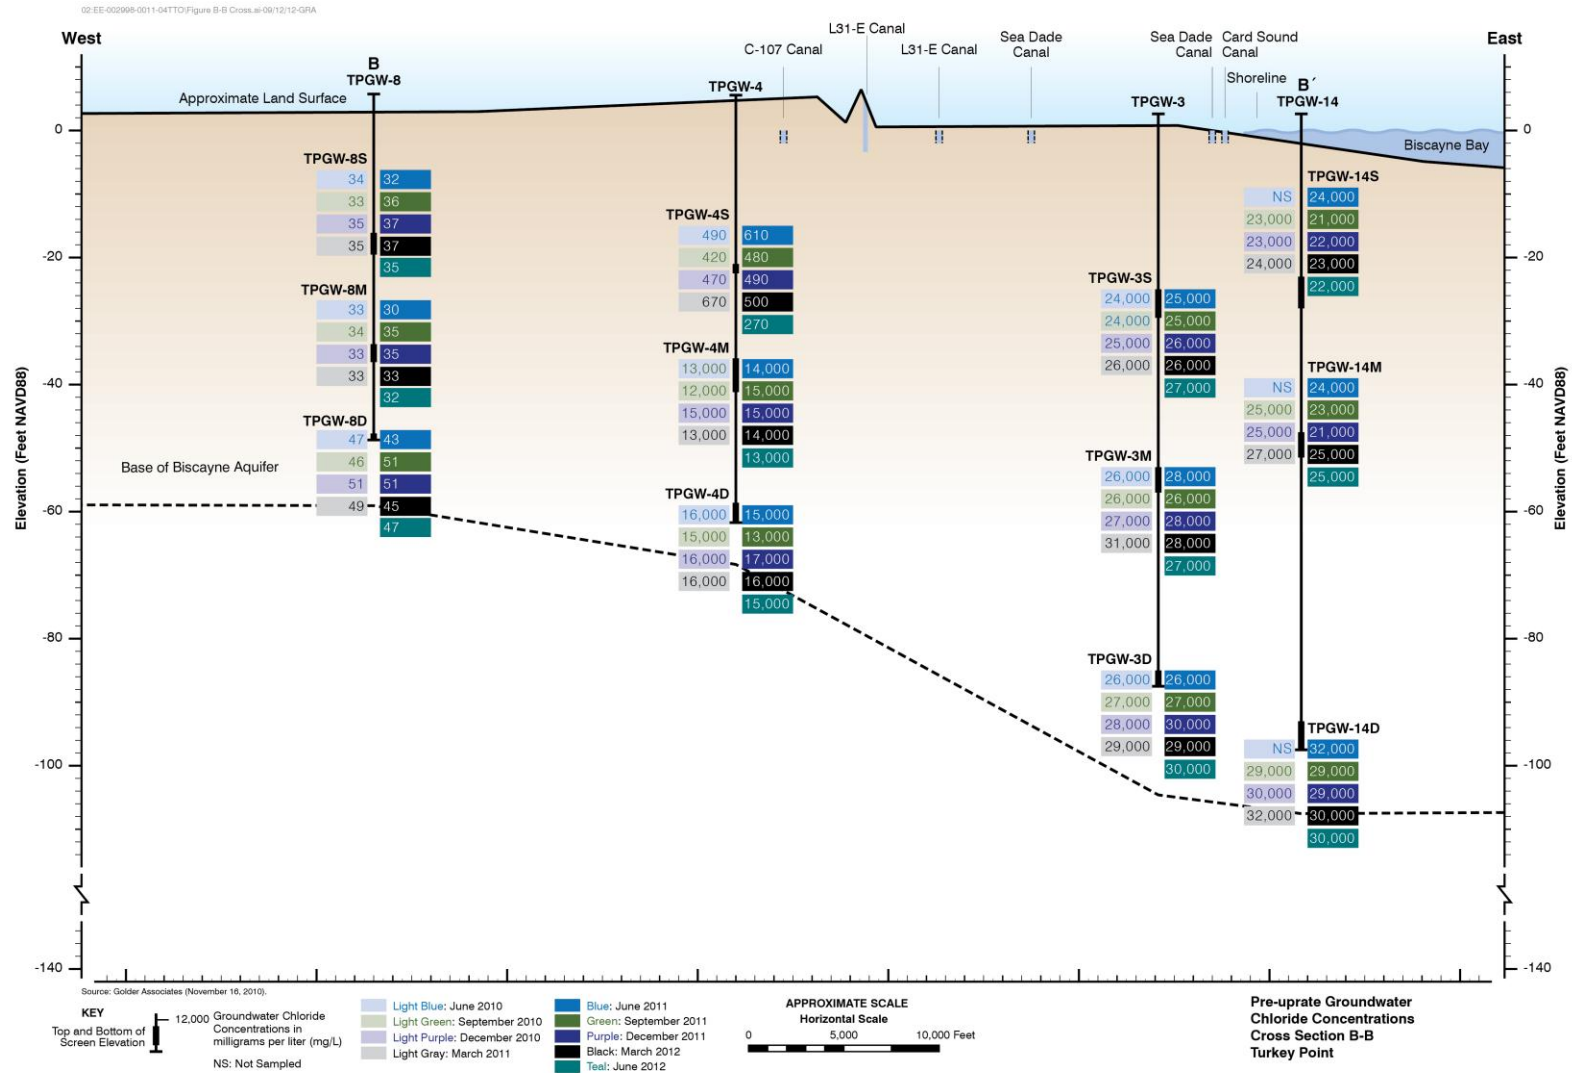 02:EE-002998-0011-04TTO\Figure B-B Cross.ai-09/12/12-GRA
West
East
B
TPGW-8
TPGW-4
C-107 Canal
L31-E Canal
L31-E Canal
Sea Dade
Canal
Sea Dade
Canal
Card Sound
Canal
Shoreline
TPGW-3
B´
TPGW-14
Approximate Land Surface
Biscayne Bay
Base of Biscayne Aquifer
Elevation (Feet NAVD88)
0
-20
-40
-60
-80
-100
-140
TPGW-8S
34 32
33 36
35 37
35 37
35
TPGW-8M
33 30
34 35
33 35
33 33
32
TPGW-8D
47 43
46 51
51 51
49 45
47
TPGW-4S
490 610
420 480
470 490
670 500
270
TPGW-4M
13,000 14,000
12,000 15,000
15,000 15,000
13,000 14,000
13,000
TPGW-4D
16,000 15,000
15,000 13,000
16,000 17,000
16,000 16,000
15,000
TPGW-3S
24,000 25,000
24,000 25,000
25,000 26,000
26,000 26,000
27,000
TPGW-3M
26,000 28,000
26,000 26,000
27,000 28,000
31,000 28,000
27,000
TPGW-3D
26,000 26,000
27,000 27,000
28,000 30,000
29,000 29,000
30,000
TPGW-14S
NS 24,000
23,000 21,000
23,000 22,000
24,000 23,000
22,000
TPGW-14M
NS 24,000
25,000 23,000
25,000 21,000
27,000 25,000
25,000
TPGW-14D
NS 32,000
29,000 29,000
30,000 29,000
32,000 30,000
30,000
0
-20
-40
-60
-80
-100
-140
Elevation (Feet NAVD88)
Source: Golder Associates (November 16, 2010).
KEY
Top and Bottom of
Screen Elevation
12,000 Groundwater Chloride
Concentrations in
milligrams per liter (mg/L)
NS: Not Sampled
Light Blue: June 2010
Light Green: September 2010
Light Purple: December 2010
Light Gray: March 2011
Blue: June 2011
Green: September 2011
Purple: December 2011
Black: March 2012
Teal: June 2012
APPROXIMATE SCALE
Horizontal Scale
0 5,000 10,000 Feet
Pre-uprate Groundwater
Chloride Concentrations
Cross Section B-B
Turkey Point